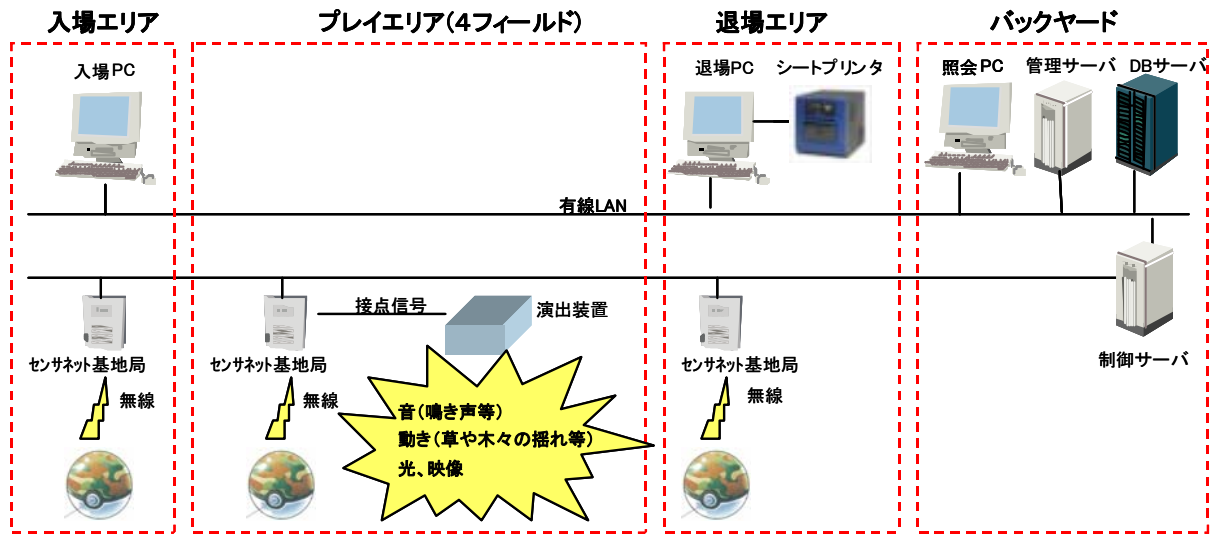 入場エリア
プレイエリア（４フィールド）
退場エリア
バックヤード
入場PC
退場PC
シートプリンタ
照会PC
管理サーバ
DBサーバ
有線LAN
接点信号
演出装置
センサネット基地局
センサネット基地局
センサネット基地局
制御サーバ
無線
無線
無線
音（鳴き声等）
動き（草や木々の揺れ等）
光、映像